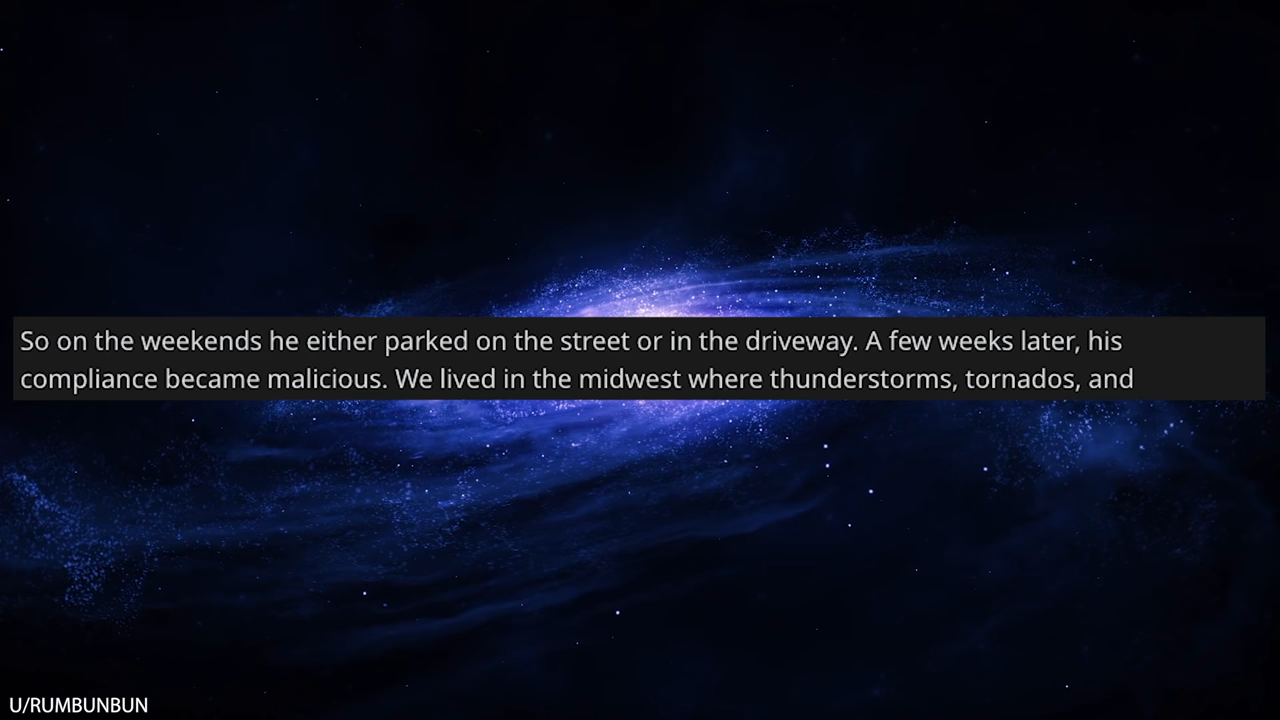 So on the weekends he either parked on the street or in the driveway. A few weeks later, his
compliance became malicious. We lived in the midwest where thunderstorms, tornados, and
U/RUMBUNBUN